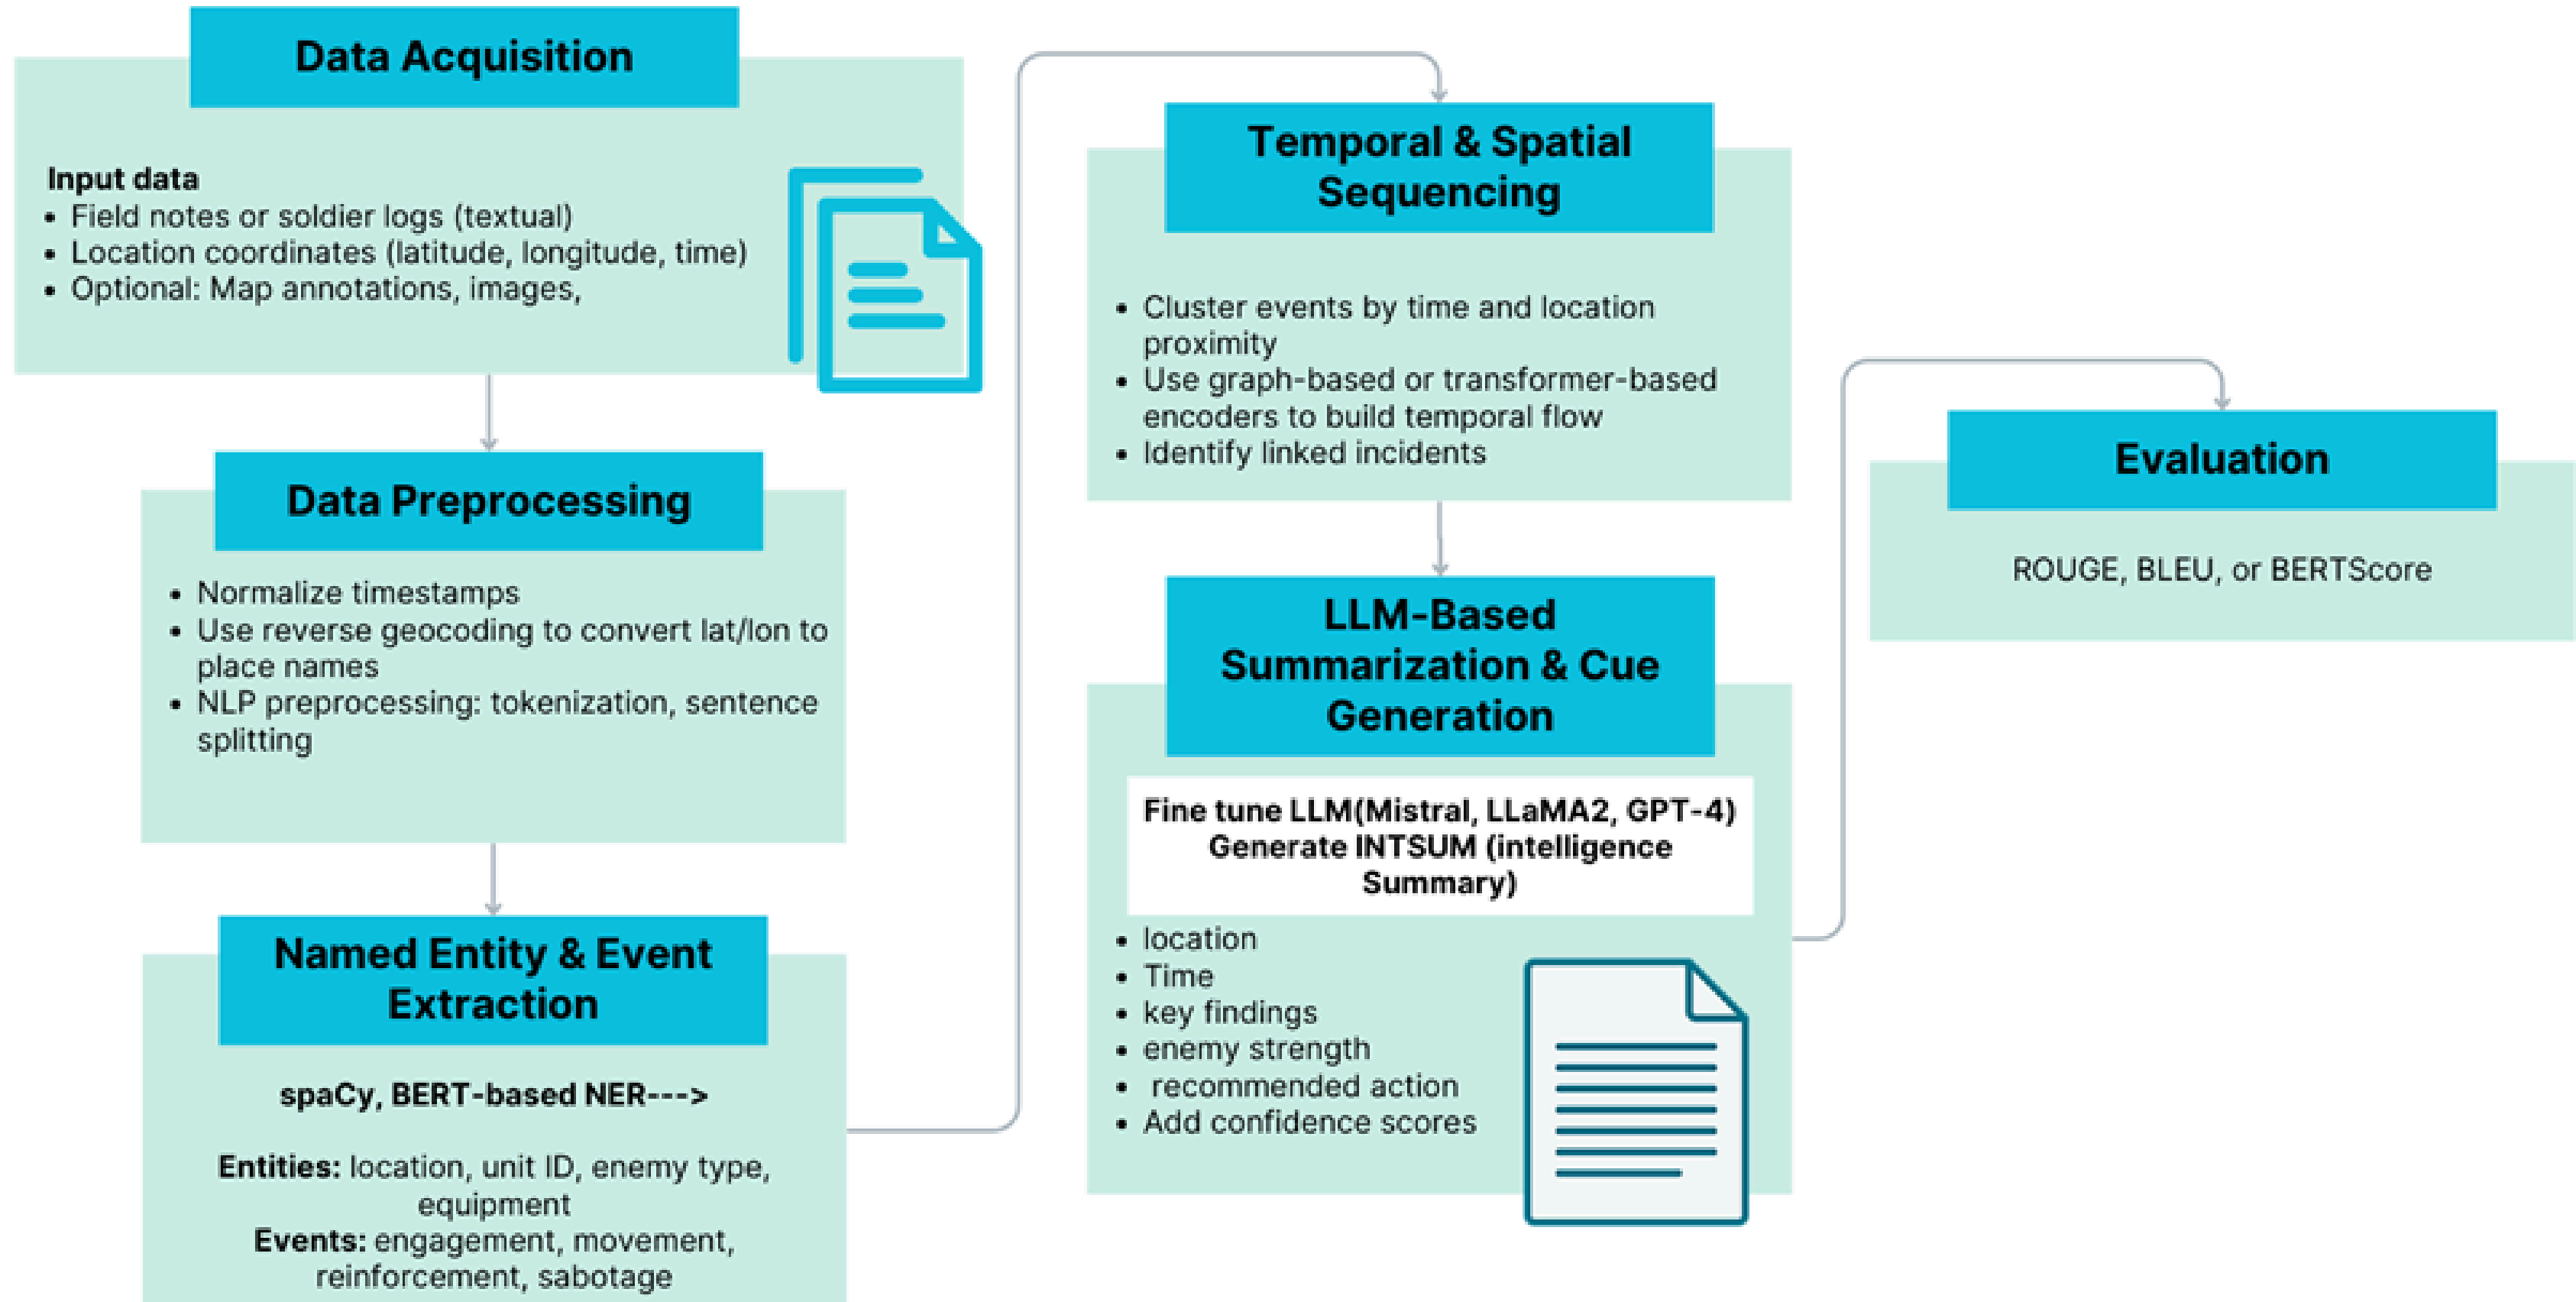 Data Acquisition
Input data
• Field notes or soldier logs (textual)
• Location coordinates (latitude, longitude, time)
• Optional: Map annotations, images,
Data Preprocessing
• Normalize timestamps
• Use reverse geocoding to convert lat/lon to
place names
• NLP preprocessing: tokenization, sentence
splitting
Named Entity & Event
Extraction
spaCy, BERT-based NER--->
Entities: location, unit ID, enemy type,
equipment
Events: engagement, movement,
reinforcement, sabotage
Temporal & Spatial
Sequencing
• Cluster events by time and location
proximity
• Use graph-based or transformer-based
encoders to build temporal flow
• Identify linked incidents
LLM-Based
Summarization & Cue
Generation
Fine tune LLM(Mistral, LLaMA2, GPT-4)
Generate INTSUM (intelligence
Summary)
• location
• Time
• key findings
• enemy strength
• recommended action
• Add confidence scores
Evaluation
ROUGE, BLEU, or BERTScore